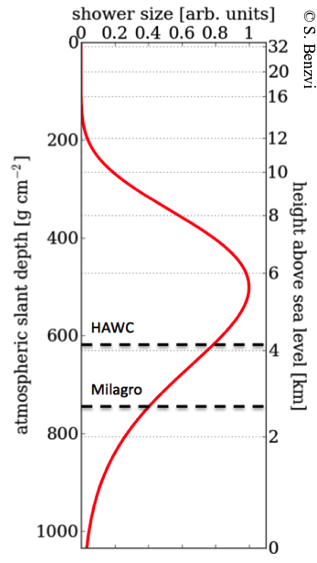 shower size [arb. units]
0 0.2 0.4 0.6 0.8 1
© S. Benzvi
0
200
400
600
800
1000
atmospheric slant depth [g cm⁻²]
32
20
16
12
10
8
6
4
2
0
height above sea level [km]
HAWC
Milagro